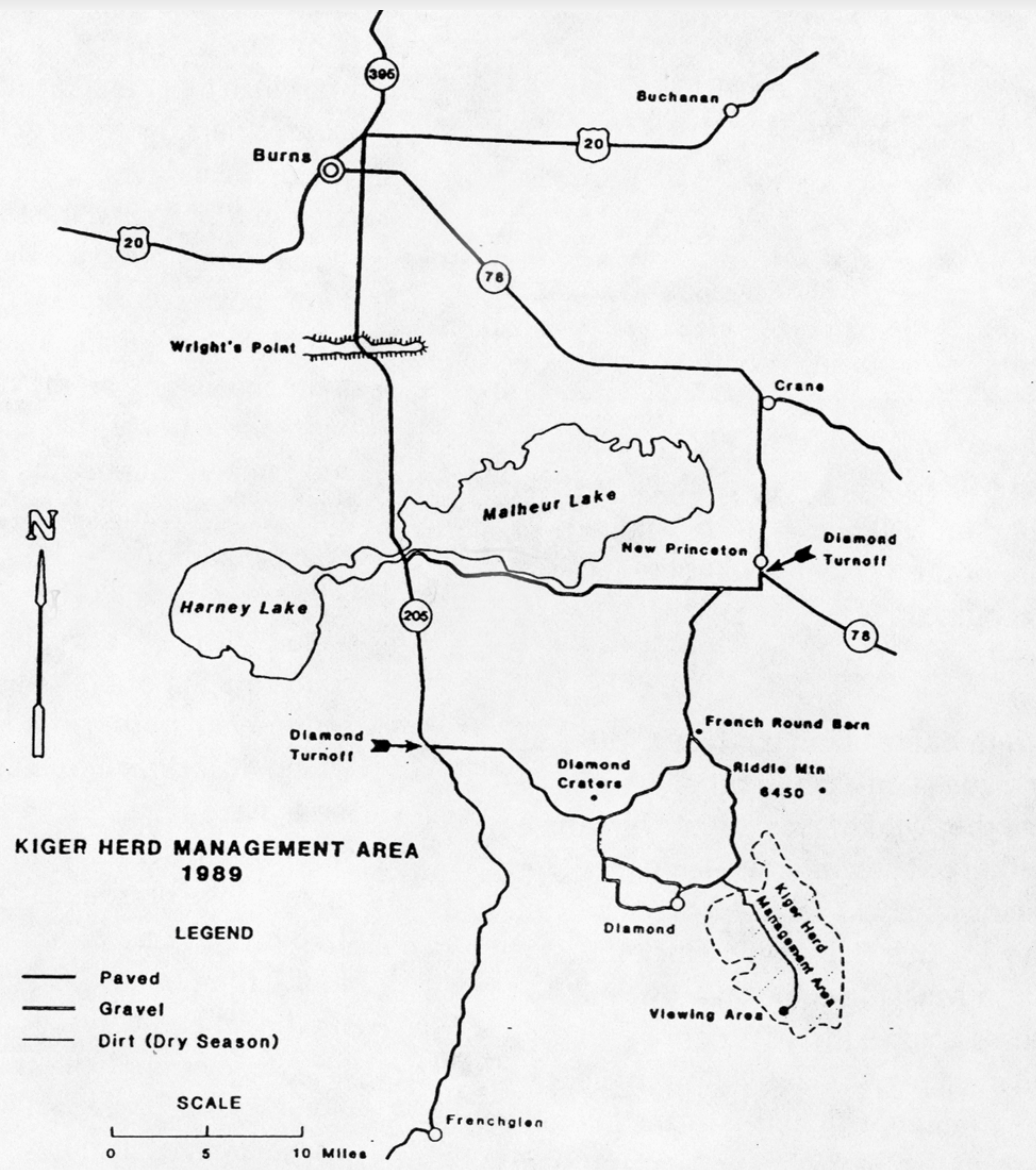 395
Buchanan
20
Burns
20
78
Wright's Point
Crane
Malheur Lake
N
New Princeton
Diamond
Turnoff
Harney Lake
205
78
French Round Barn
Diamond
Turnoff
Diamond
Craters
Riddle Mtn
6450
KIGER HERD MANAGEMENT AREA
1989
Kiger Herd
Management Area
LEGEND
Diamond
Paved
Gravel
Viewing Area
Dirt (Dry Season)
SCALE
Frenchglen
0 5 10 Miles